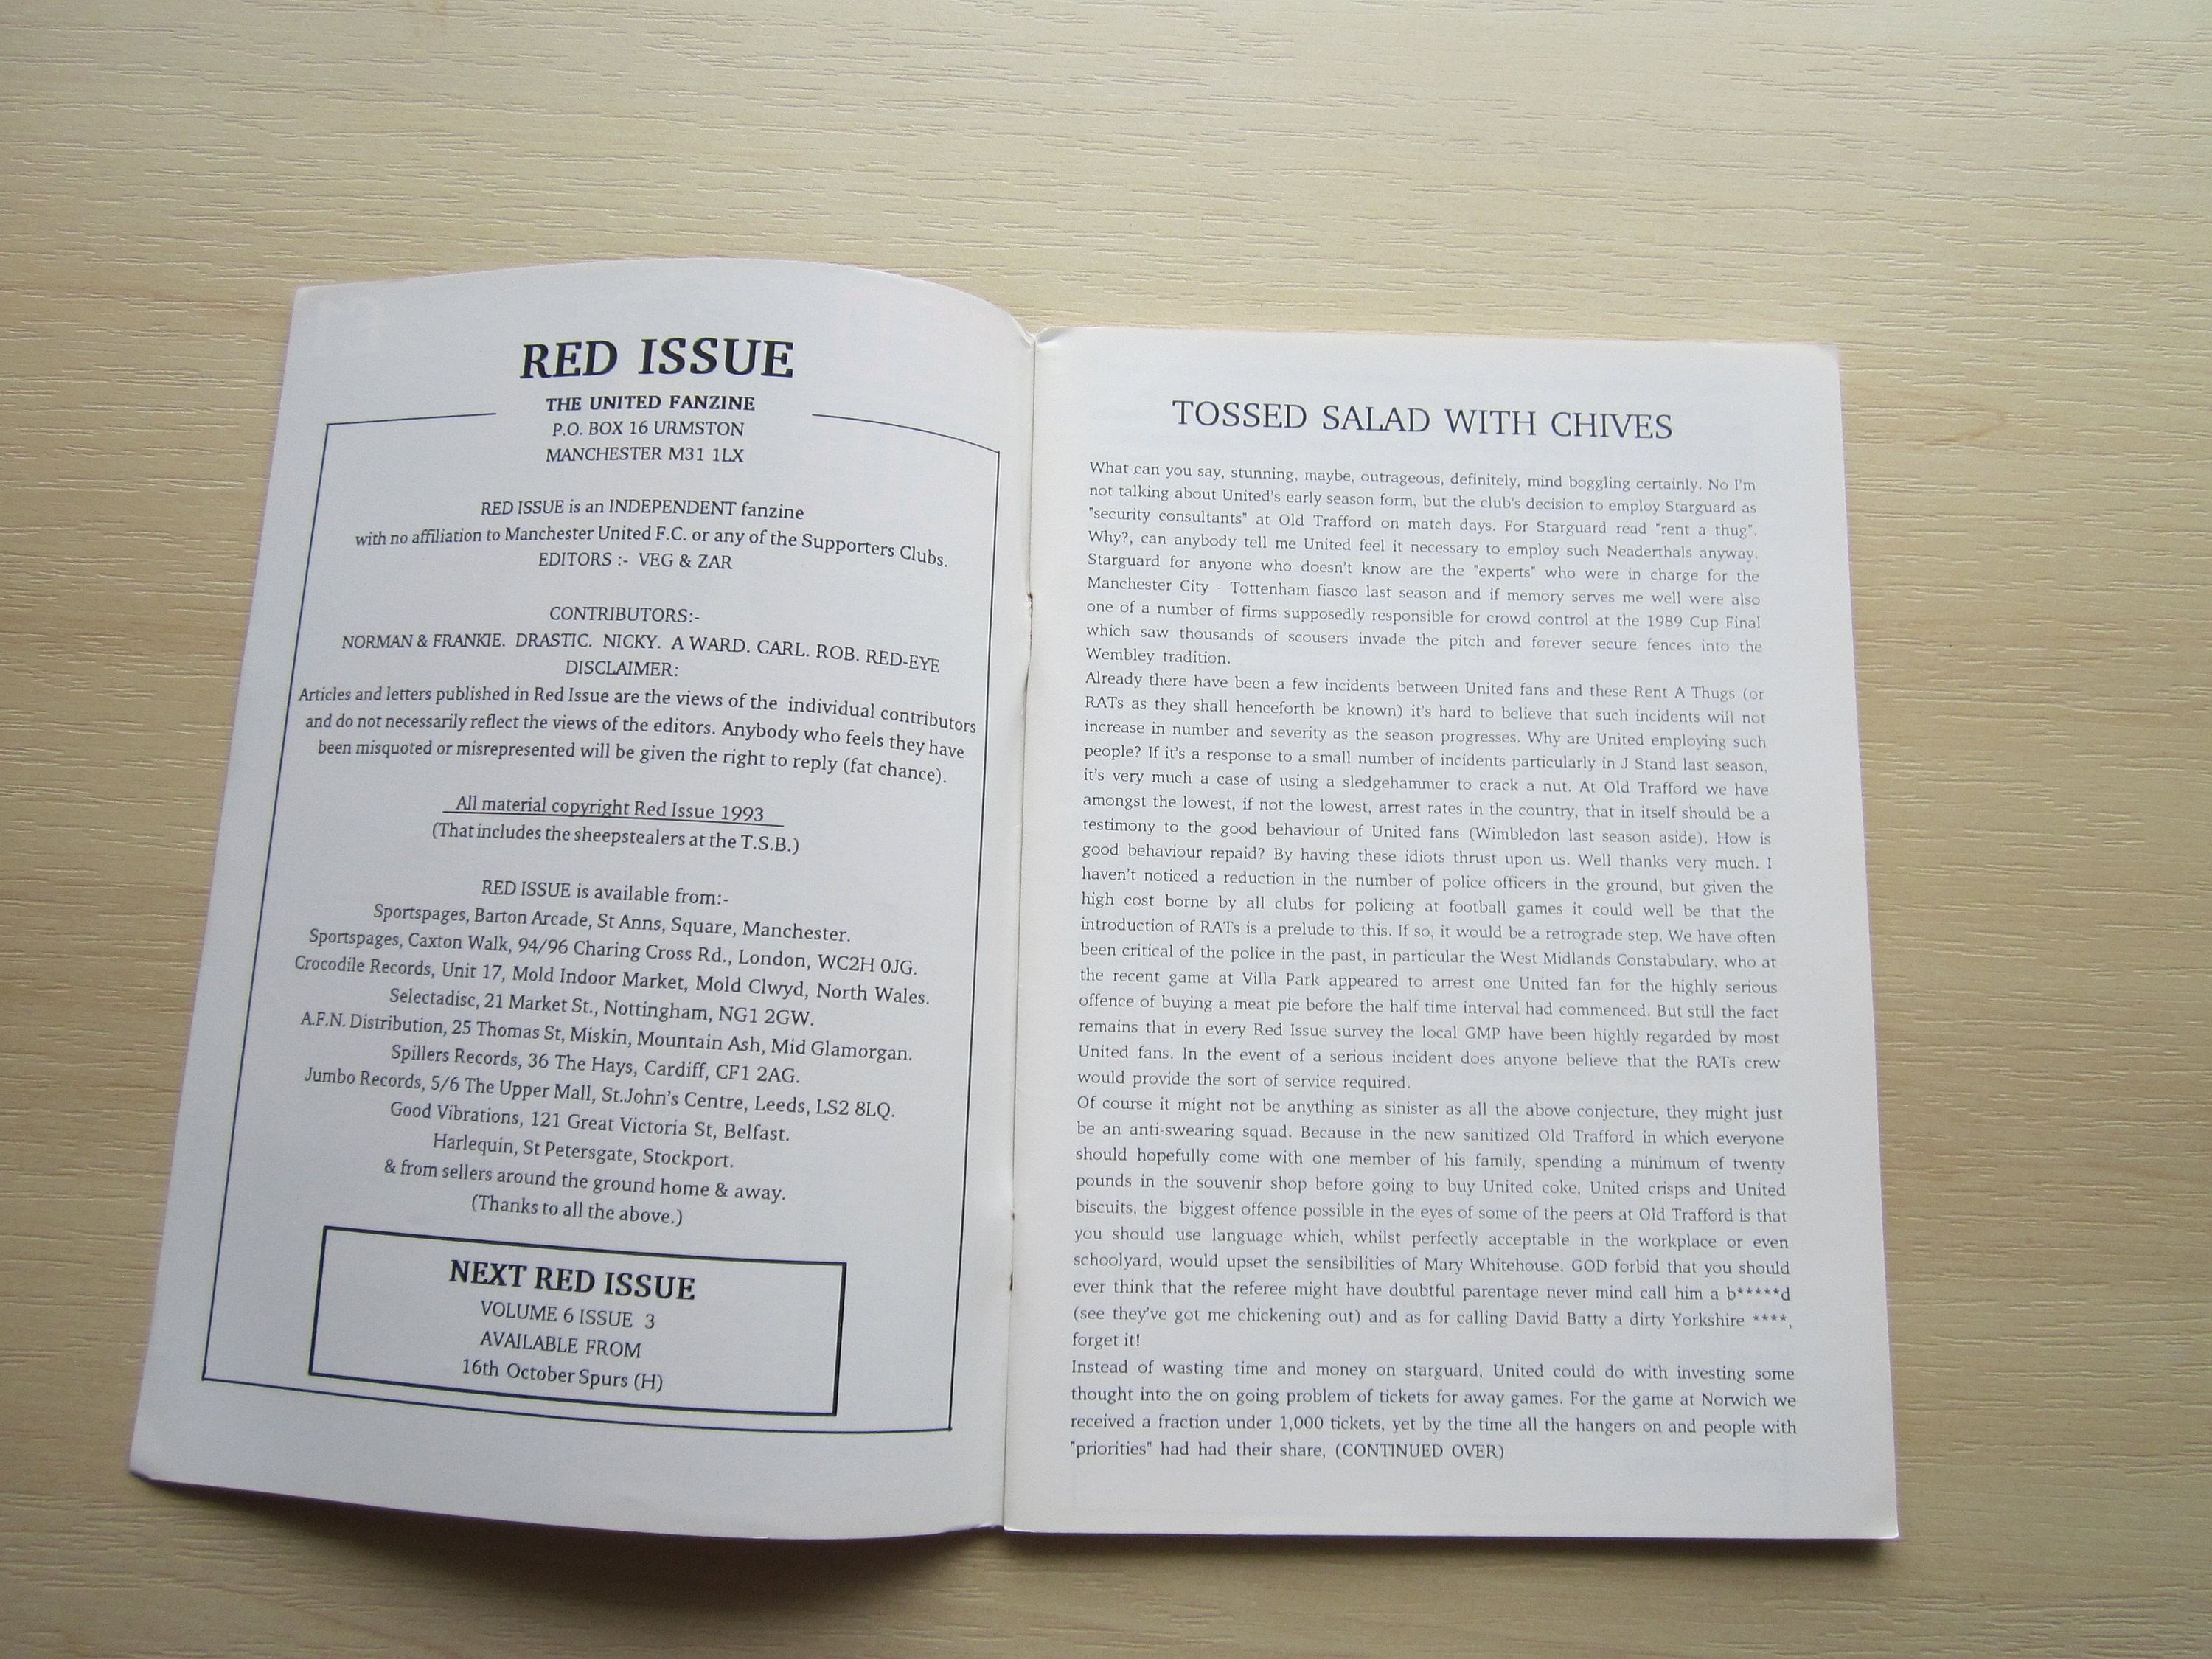 RED ISSUE
THE UNITED FANZINE
P.O. BOX 16 URMSTON
MANCHESTER M31 1LX
RED ISSUE is an INDEPENDENT fanzine
with no affiliation to Manchester United F.C. or any of the Supporters Clubs.
EDITORS :- VEG & ZAR
CONTRIBUTORS:-
NORMAN & FRANKIE. DRASTIC. NICKY. A WARD. CARL. ROB. RED-EYE
DISCLAIMER:
Articles and letters published in Red Issue are the views of the individual contributors
and do not necessarily reflect the views of the editors. Anybody who feels they have
been misquoted or misrepresented will be given the right to reply (fat chance).
All material copyright Red Issue 1993
(That includes the sheepstealers at the T.S.B.)
RED ISSUE is available from:-
Sportspages, Barton Arcade, St Anns, Square, Manchester.
Sportspages, Caxton Walk, 94/96 Charing Cross Rd., London, WC2H 0JG.
Crocodile Records, Unit 17, Mold Indoor Market, Mold Clwyd, North Wales.
Selectadisc, 21 Market St., Nottingham, NG1 2GW.
A.F.N. Distribution, 25 Thomas St, Miskin, Mountain Ash, Mid Glamorgan.
Spillers Records, 36 The Hays, Cardiff, CF1 2AG.
Jumbo Records, 5/6 The Upper Mall, St.John's Centre, Leeds, LS2 8LQ.
Good Vibrations, 121 Great Victoria St, Belfast.
Harlequin, St Petersgate, Stockport.
& from sellers around the ground home & away.
(Thanks to all the above.)
NEXT RED ISSUE
VOLUME 6 ISSUE 3
AVAILABLE FROM
16th October Spurs (H)
TOSSED SALAD WITH CHIVES
What can you say, stunning, maybe, outrageous, definitely, mind boggling certainly. No I'm
not talking about United's early season form, but the club's decision to employ Starguard as
"security consultants" at Old Trafford on match days. For Starguard read "rent a thug".
Why?, can anybody tell me United feel it necessary to employ such Neaderthals anyway.
Starguard for anyone who doesn't know are the "experts" who were in charge for the
Manchester City - Tottenham fiasco last season and if memory serves me well were also
one of a number of firms supposedly responsible for crowd control at the 1989 Cup Final
which saw thousands of scousers invade the pitch and forever secure fences into the
Wembley tradition.
Already there have been a few incidents between United fans and these Rent A Thugs (or
RATs as they shall henceforth be known) it's hard to believe that such incidents will not
increase in number and severity as the season progresses. Why are United employing such
people? If it's a response to a small number of incidents particularly in J Stand last season,
it's very much a case of using a sledgehammer to crack a nut. At Old Trafford we have
amongst the lowest, if not the lowest, arrest rates in the country, that in itself should be a
testimony to the good behaviour of United fans (Wimbledon last season aside). How is
good behaviour repaid? By having these idiots thrust upon us. Well thanks very much. I
haven't noticed a reduction in the number of police officers in the ground, but given the
high cost borne by all clubs for policing at football games it could well be that the
introduction of RATs is a prelude to this. If so, it would be a retrograde step. We have often
been critical of the police in the past, in particular the West Midlands Constabulary, who at
the recent game at Villa Park appeared to arrest one United fan for the highly serious
offence of buying a meat pie before the half time interval had commenced. But still the fact
remains that in every Red Issue survey the local GMP have been highly regarded by most
United fans. In the event of a serious incident does anyone believe that the RATs crew
would provide the sort of service required.
Of course it might not be anything as sinister as all the above conjecture, they might just
be an anti-swearing squad. Because in the new sanitized Old Trafford in which everyone
should hopefully come with one member of his family, spending a minimum of twenty
pounds in the souvenir shop before going to buy United coke, United crisps and United
biscuits, the biggest offence possible in the eyes of some of the peers at Old Trafford is that
you should use language which, whilst perfectly acceptable in the workplace or even
schoolyard, would upset the sensibilities of Mary Whitehouse. GOD forbid that you should
ever think that the referee might have doubtful parentage never mind call him a b*****d
(see they've got me chickening out) and as for calling David Batty a dirty Yorkshire ****,
forget it!
Instead of wasting time and money on starguard, United could do with investing some
thought into the on going problem of tickets for away games. For the game at Norwich we
received a fraction under 1,000 tickets, yet by the time all the hangers on and people with
"priorities" had had their share, (CONTINUED OVER)